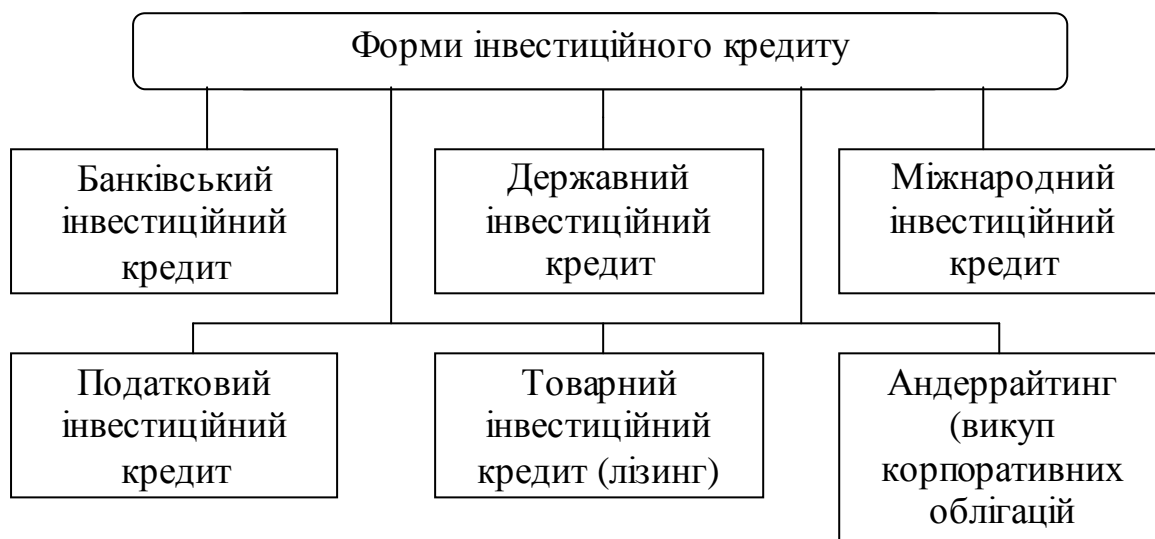 Форми інвестиційного кредиту
Банківський
інвестиційний
кредит
Державний
інвестиційний
кредит
Міжнародний
інвестиційний
кредит
Податковий
інвестиційний
кредит
Товарний
інвестиційний
кредит (лізинг)
Андеррайтинг
(викуп
корпоративних
облігацій